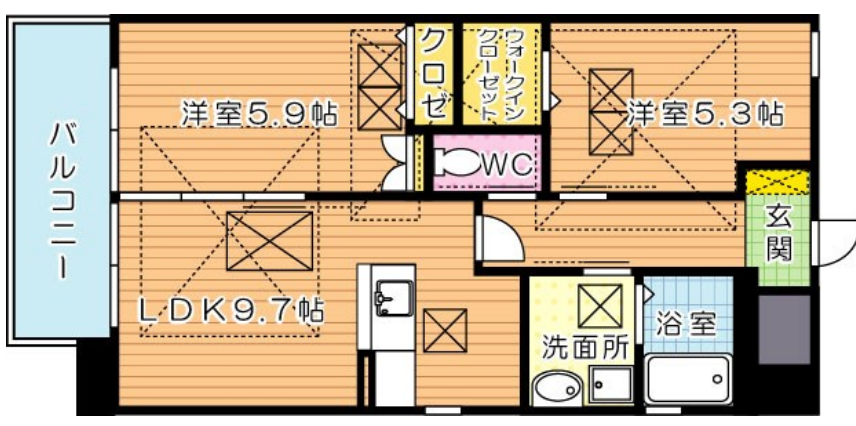 バルコニー
洋室5.9帖
クロゼ
ウォークイン
クローゼット
洋室5.3帖
WC
玄関
LDK9.7帖
洗面所
浴室